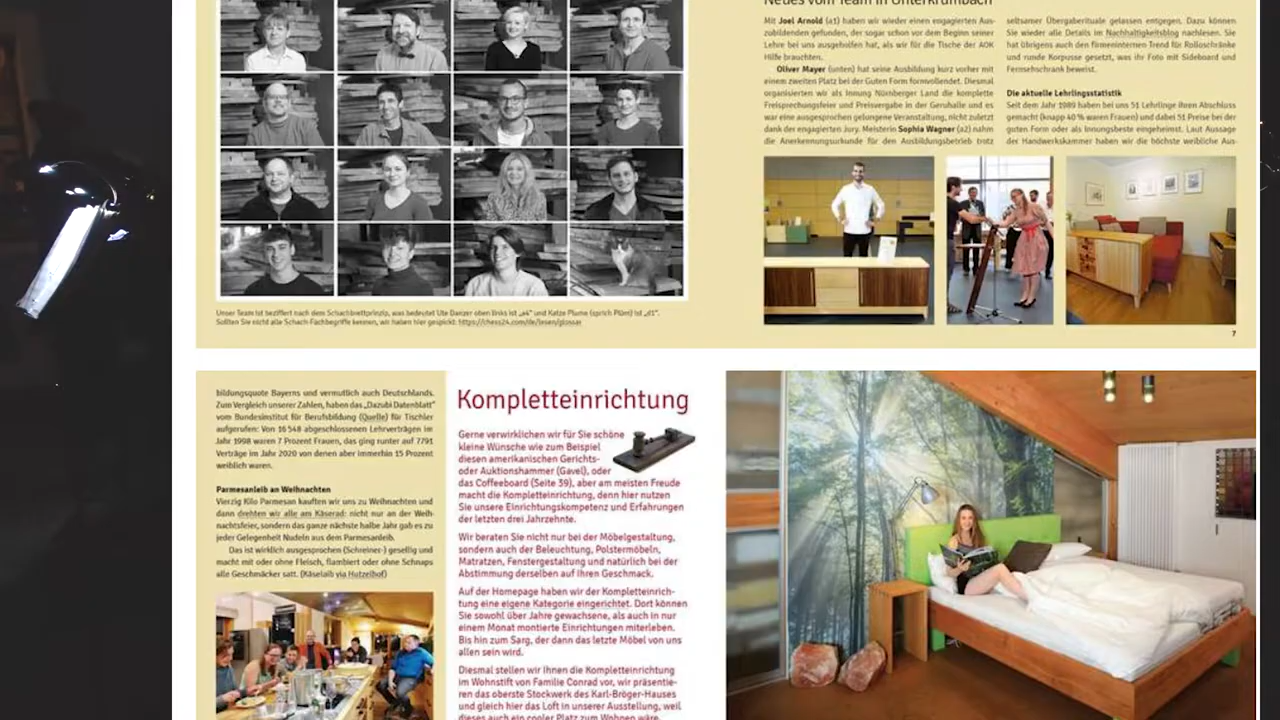 Neues vom Team in Unterkrumbach
Mit Joel Arnold (a1) haben wir wieder einen engagierten Aus-
zubildenden gefunden, der sogar schon vor dem Beginn seiner
Lehre bei uns ausgeholfen hat, als wir für die Tische der AOK
Hilfe brauchten.
Oliver Mayer (unten) hat seine Ausbildung kurz vorher mit
einem zweiten Platz bei der Guten Form fornvollendet. Diesmal
organisierten wir als Innung Nürnberger Land die komplette
Freisprechungsfeier und Preisvergabe in der Geruhalle und es
war eine ausgesprochen gelungene Veranstaltung, nicht zuletzt
dank der engagierten Jury. Meisterin Sophia Wagner (a2) nahm
die Anerkennungsurkunde für den Ausbildungsbetrieb trotz
seltsamer Übergaberituale gelassen entgegen. Dazu können
Sie wieder alle Details im Nachhaltigkeitsblog nachlesen. Sie
hat übrigens auch den firmeninternen Trend für Rolloschränke
und runde Korpusse gesetzt, was ihr Foto mit Sideboard und
Fernsehschrank beweist.
Die aktuelle Lehrlingsstatistik
Seit dem Jahr 1989 haben bei uns 51 Lehrlinge ihren Abschluss
gemacht (knapp 40 % waren Frauen) und dabei 31 Preise bei der
guten Form oder als Innungsbeste eingeheimst. Laut Aussage
der Handwerkskammer haben wir die höchste weibliche Aus-
Unser Team ist beziffert nach dem Schachbrettprinzip, was bedeutet Ute Danzer oben links ist „a4“ und Katze Plume (sprich Plüm) ist „d1“.
Sollten Sie nicht alle Schach-Fachbegriffe kennen, wir haben hier gespickt: https://chess24.com/de/lesen/glossar
7
bildungsquote Bayerns und vermutlich auch Deutschlands.
Zum Vergleich unserer Zahlen, haben das „Dazubi Datenblatt“
vom Bundesinstitut für Berufsbildung (Quelle) für Tischler
aufgerufen: Von 16 548 abgeschlossenen Lehrverträgen im
Jahr 1998 waren 7 Prozent Frauen, das ging runter auf 7791
Verträge im Jahr 2020 von denen aber immerhin 15 Prozent
weiblich waren.
Parmesanleib an Weihnachten
Vierzig Kilo Parmesan kauften wir uns zu Weihnachten und
dann drehten wir alle am Käserad: nicht nur an der Weih-
nachtsfeier, sondern das ganze nächste halbe Jahr gab es zu
jeder Gelegenheit Nudeln aus dem Parmesanleib.
Das ist wirklich ausgesprochen (Schreiner-) gesellig und
macht mit oder ohne Fleisch, flambiert oder ohne Schnaps
alle Geschmäcker satt. (Käselaib via Hutzelhof)
Kompletteinrichtung
Gerne verwirklichen wir für Sie schöne
kleine Wünsche wie zum Beispiel
diesen amerikanischen Gerichts-
oder Auktionshammer (Gavel), oder
das Coffeeboard (Seite 39), aber am meisten Freude
macht die Kompletteinrichtung, denn hier nutzen
Sie unsere Einrichtungskompetenz und Erfahrungen
der letzten drei Jahrzehnte.
Wir beraten Sie nicht nur bei der Möbelgestaltung,
sondern auch der Beleuchtung, Polstermöbeln,
Matratzen, Fenstergestaltung und natürlich bei der
Abstimmung derselben auf Ihren Geschmack.
Auf der Homepage haben wir der Kompletteinrich-
tung eine eigene Kategorie eingerichtet. Dort können
Sie sowohl über Jahre gewachsene, als auch in nur
einem Monat montierte Einrichtungen miterleben.
Bis hin zum Sarg, der dann das letzte Möbel von uns
allen sein wird.
Diesmal stellen wir Ihnen die Kompletteinrichtung
im Wohnstift von Familie Conrad vor, wir präsentie-
ren das oberste Stockwerk des Karl-Bröger-Hauses
und gleich hier das Loft in unserer Ausstellung, weil
dieses auch ein cooler Platz zum Wohnen wäre.